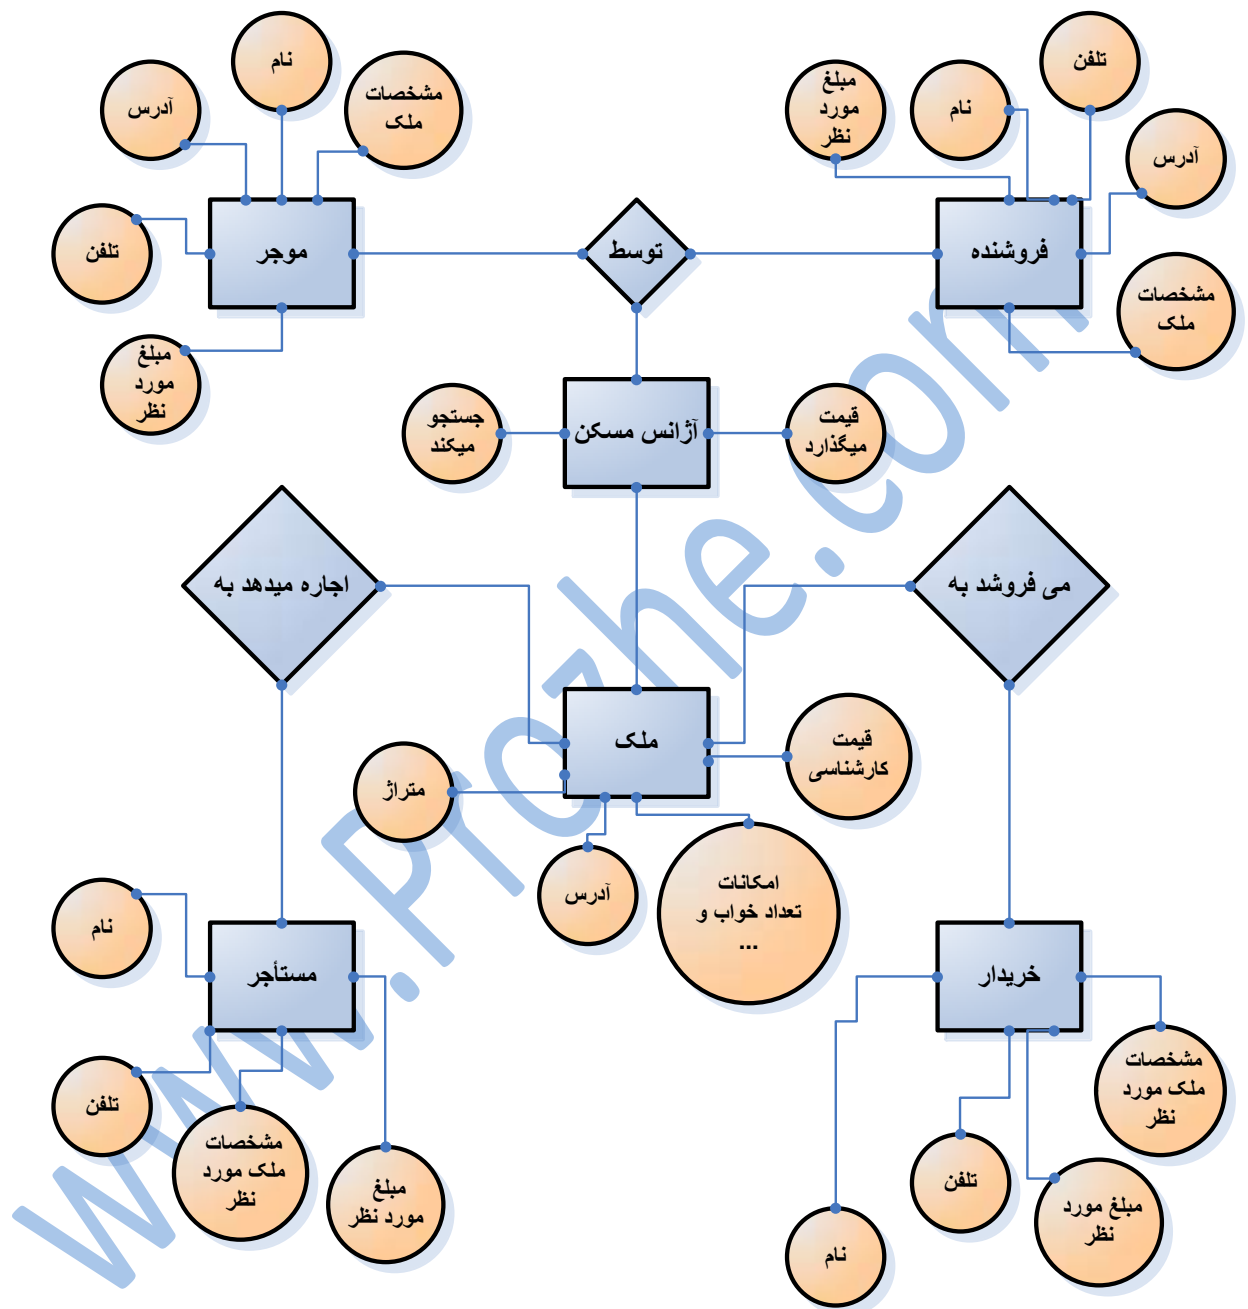 تلفن
نام
مبلغ
مورد
نظر
آدرس
فروشنده
مشخصات
ملک
نام
مشخصات
ملک
آدرس
تلفن
موجر
مبلغ
مورد
نظر
توسط
آژانس مسکن
قیمت
میگذارد
جستجو
میکند
می فروشد به
اجاره میدهد به
ملک
قیمت
کارشناسی
متراژ
آدرس
امکانات
تعداد خواب و
...
خریدار
مشخصات
ملک مورد
نظر
مبلغ مورد
نظر
تلفن
نام
مستأجر
نام
تلفن
مشخصات
ملک مورد
نظر
مبلغ
مورد نظر
www.Prozhe.com